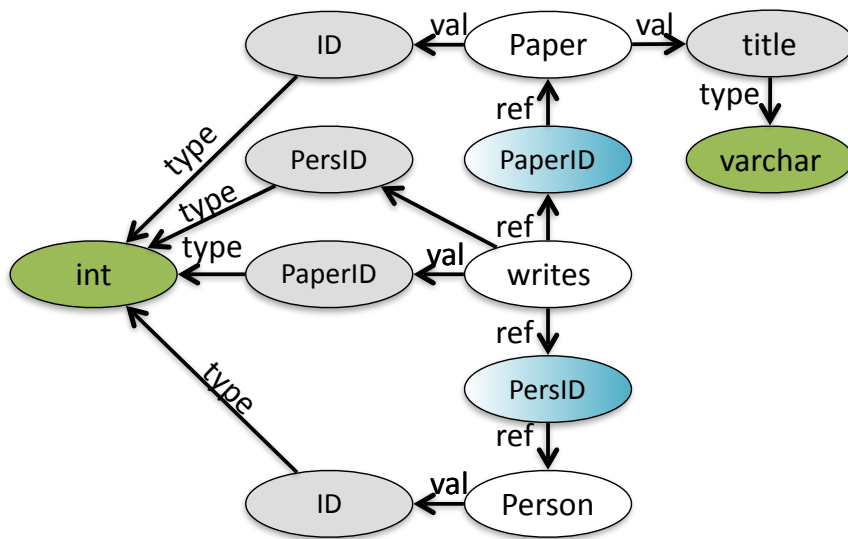 ID
val
Paper
val
title
type
ref
type
PersID
PaperID
varchar
type
ref
int
type
PaperID
val
writes
ref
type
PersID
ref
ID
val
Person